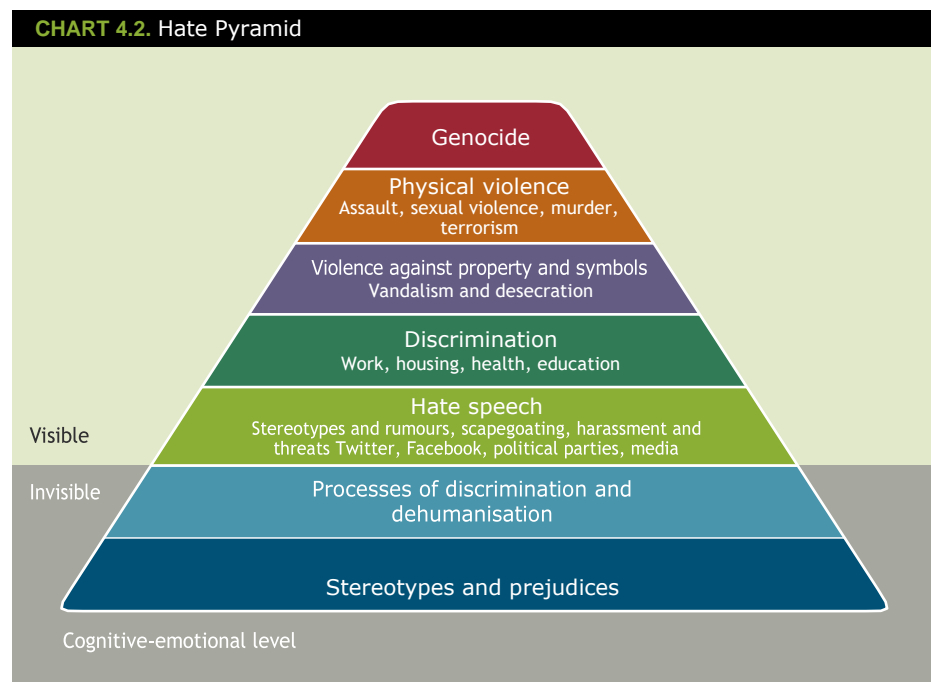 CHART 4.2. Hate Pyramid
Genocide
Physical violence
Assault, sexual violence, murder,
terrorism
Violence against property and symbols
Vandalism and desecration
Discrimination
Work, housing, health, education
Hate speech
Stereotypes and rumours, scapegoating, harassment and
threats Twitter, Facebook, political parties, media
Visible
Invisible
Processes of discrimination and
dehumanisation
Stereotypes and prejudices
Cognitive-emotional level